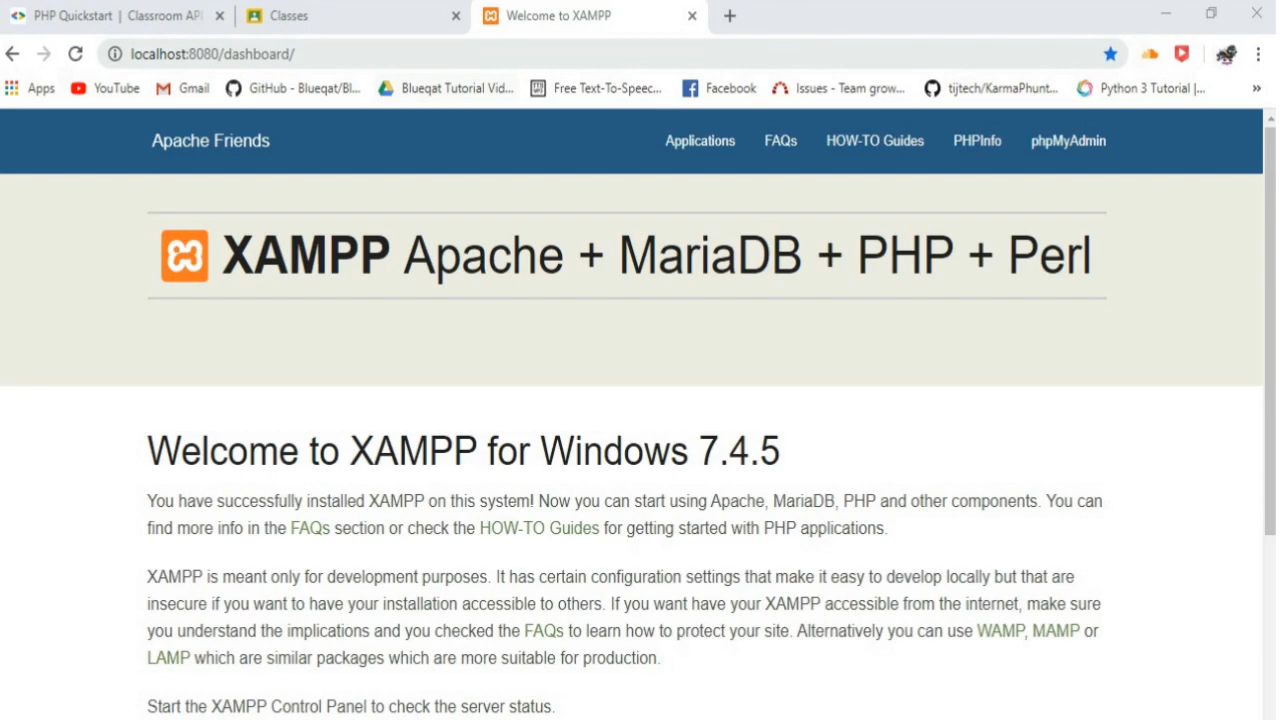 PHP Quickstart | Classroom API
Classes
Welcome to XAMPP
localhost:8080/dashboard/
Apps YouTube Gmail GitHub - Blueqat/Bl... Blueqat Tutorial Vid... Free Text-To-Speec... Facebook Issues - Team grow... tijtech/KarmaPhunt... Python 3 Tutorial |... »
Apache Friends Applications FAQs HOW-TO Guides PHPInfo phpMyAdmin
XAMPP Apache + MariaDB + PHP + Perl
Welcome to XAMPP for Windows 7.4.5
You have successfully installed XAMPP on this system! Now you can start using Apache, MariaDB, PHP and other components. You can
find more info in the FAQs section or check the HOW-TO Guides for getting started with PHP applications.
XAMPP is meant only for development purposes. It has certain configuration settings that make it easy to develop locally but that are
insecure if you want to have your installation accessible to others. If you want have your XAMPP accessible from the internet, make sure
you understand the implications and you checked the FAQs to learn how to protect your site. Alternatively you can use WAMP, MAMP or
LAMP which are similar packages which are more suitable for production.
Start the XAMPP Control Panel to check the server status.